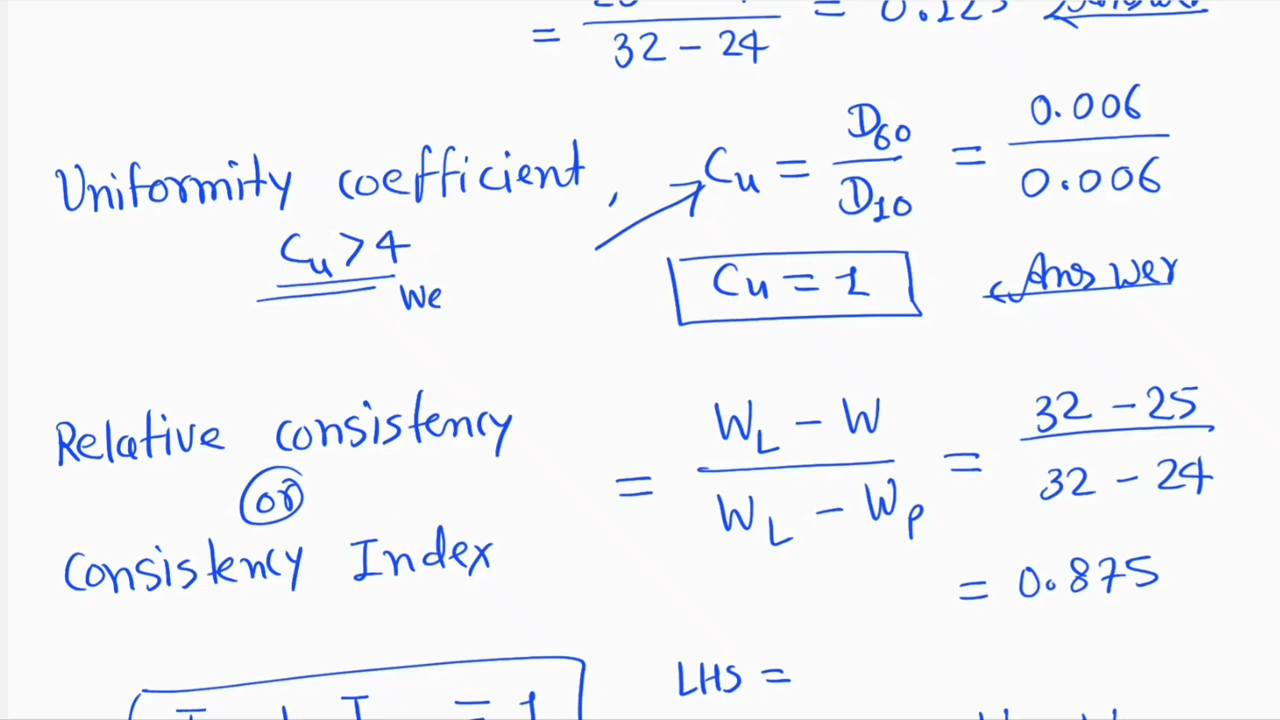 = / 32 - 24 =
Uniformity coefficient, Cu = D60 / D10 = 0.006 / 0.006
Cu > 4
We
Cu = 1 Answer
Relative consistency
or
Consistency Index
= WL - W / WL - Wp = 32 - 25 / 32 - 24
= 0.875
LHS =
= 1